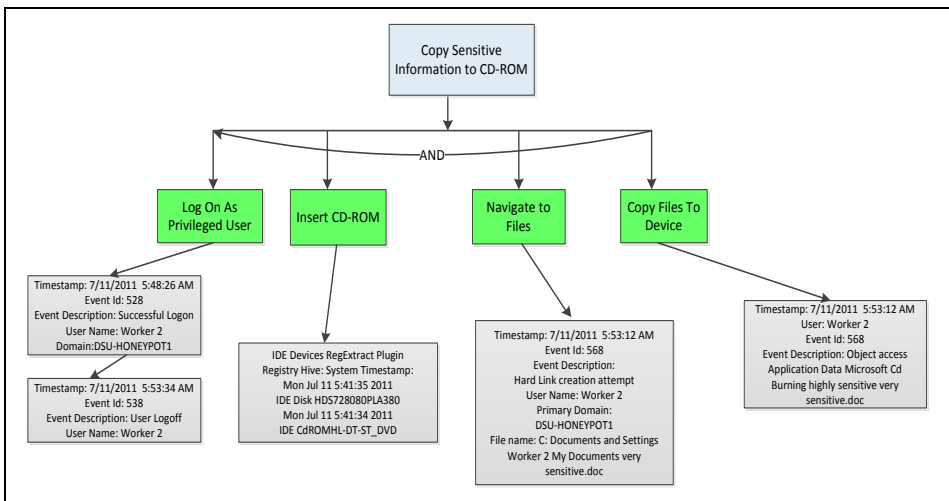 Copy Sensitive
Information to CD-ROM
AND
Log On As
Privileged User
Insert CD-ROM
Navigate to
Files
Copy Files To
Device
Timestamp: 7/11/2011 5:48:26 AM
Event Id: 528
Event Description: Successful Logon
User Name: Worker 2
Domain:DSU-HONEYPOT1
Timestamp: 7/11/2011 5:53:34 AM
Event Id: 538
Event Description: User Logoff
User Name: Worker 2
IDE Devices RegExtract Plugin
Registry Hive: System Timestamp:
Mon Jul 11 5:41:35 2011
IDE Disk HDS728080PLA380
Mon Jul 11 5:41:34 2011
IDE CdROMHL-DT-ST_DVD
Timestamp: 7/11/2011 5:53:12 AM
Event Id: 568
Event Description:
Hard Link creation attempt
User Name: Worker 2
Primary Domain:
DSU-HONEYPOT1
File name: C: Documents and Settings
Worker 2 My Documents very
sensitive.doc
Timestamp: 7/11/2011 5:53:12 AM
User: Worker 2
Event Id: 568
Event Description: Object access
Application Data Microsoft Cd
Burning highly sensitive very
sensitive.doc